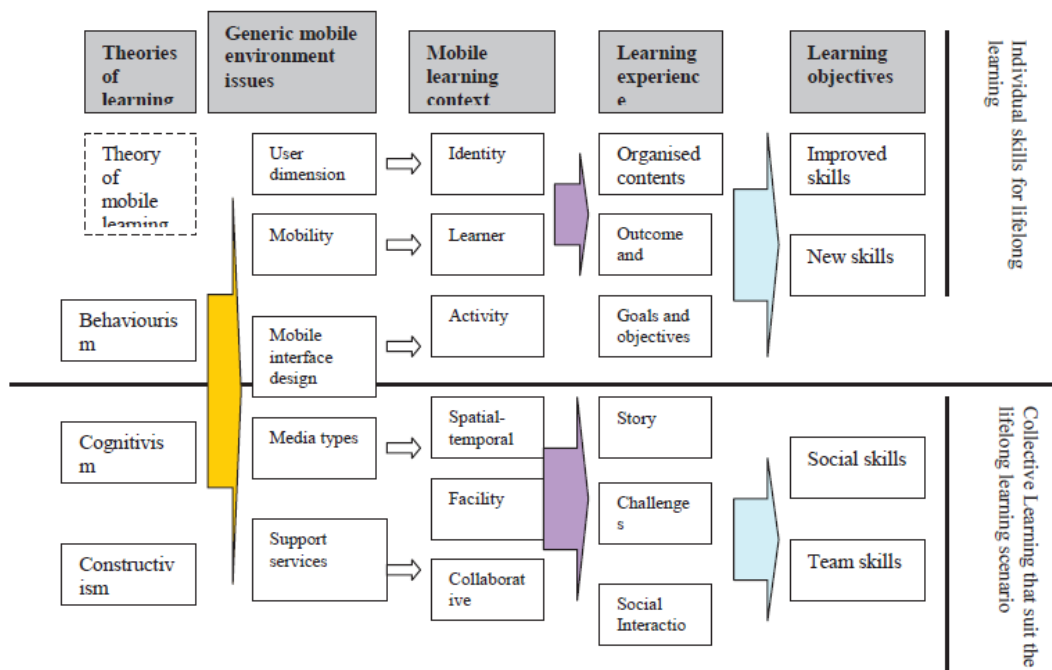 Theories
of
learning
Generic mobile
environment
issues
Mobile
learning
context
Learning
experienc
e
Learning
objectives
Individual skills for lifelong
learning
Theory
of
mobile
learning
User
dimension
Identity
Organised
contents
Improved
skills
Mobility
Learner
Outcome
and
New skills
Behaviouris
m
Mobile
interface
design
Activity
Goals and
objectives
Cognitivis
m
Media types
Spatial-
temporal
Story
Social skills
Facility
Challenge
s
Constructiv
ism
Support
services
Collaborat
ive
Social
Interactio
Team skills
Collective Learning that suit the
lifelong learning scenario